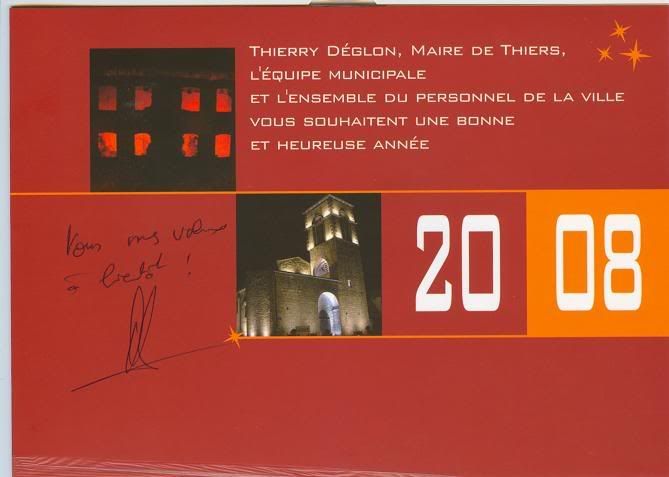 Thierry Déglon, Maire de Thiers,
l'équipe municipale
et l'ensemble du personnel de la ville
vous souhaitent une bonne
et heureuse année
20 08
Tous mes vœux
à bientôt !